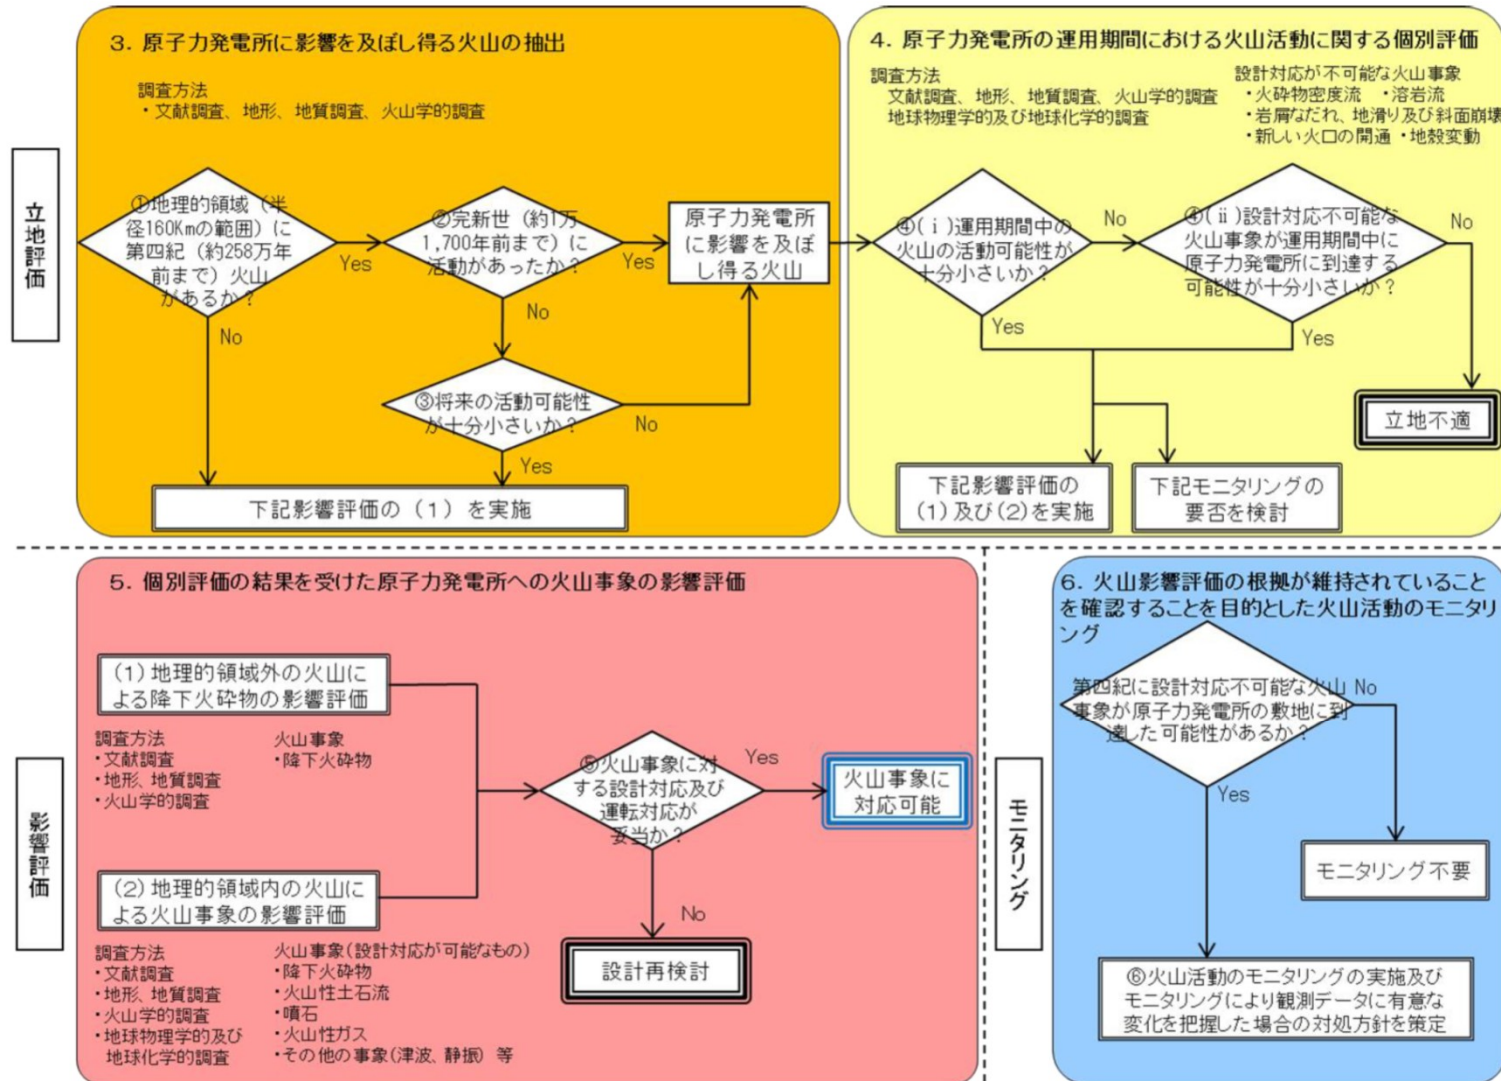 立地評価
3. 原子力発電所に影響を及ぼし得る火山の抽出
調査方法
・文献調査、地形、地質調査、火山学的調査
①地理的領域（半
径160Kmの範囲）に
第四紀（約258万年
前まで）火山
があるか？
Yes
No
②完新世（約1万
1,700年前まで）に
活動があったか？
Yes
No
原子力発電所
に影響を及ぼ
し得る火山
③将来の活動可能性
が十分小さいか？
No
Yes
下記影響評価の（1）を実施
4. 原子力発電所の運用期間における火山活動に関する個別評価
調査方法
文献調査、地形、地質調査、火山学的調査
地球物理学的及び地球化学的調査
設計対応が不可能な火山事象
・火砕物密度流 ・溶岩流
・岩屑なだれ、地滑り及び斜面崩壊
・新しい火口の開通 ・地殻変動
④(ⅰ)運用期間中の
火山の活動可能性が
十分小さいか？
No
Yes
④(ⅱ)設計対応不可能な
火山事象が運用期間中に
原子力発電所に到達する
可能性が十分小さいか？
No
Yes
立地不適
下記影響評価の
(1)及び(2)を実施
下記モニタリングの
要否を検討
影響評価
5. 個別評価の結果を受けた原子力発電所への火山事象の影響評価
(1)地理的領域外の火山に
よる降下火砕物の影響評価
調査方法
・文献調査
・地形、地質調査
・火山学的調査
火山事象
・降下火砕物
(2)地理的領域内の火山に
よる火山事象の影響評価
調査方法
・文献調査
・地形、地質調査
・火山学的調査
・地球物理学的及び
地球化学的調査
火山事象(設計対応が可能なもの)
・降下火砕物
・火山性土石流
・噴石
・火山性ガス
・その他の事象(津波、静振)等
⑤火山事象に対
する設計対応及び
運転対応が
妥当か？
Yes
No
火山事象に
対応可能
設計再検討
モニタリング
6. 火山影響評価の根拠が維持されていること
を確認することを目的とした火山活動のモニタリ
ング
第四紀に設計対応不可能な火山
事象が原子力発電所の敷地に到
達した可能性があるか？
No
Yes
モニタリング不要
⑥火山活動のモニタリングの実施及び
モニタリングにより観測データに有意な
変化を把握した場合の対処方針を策定